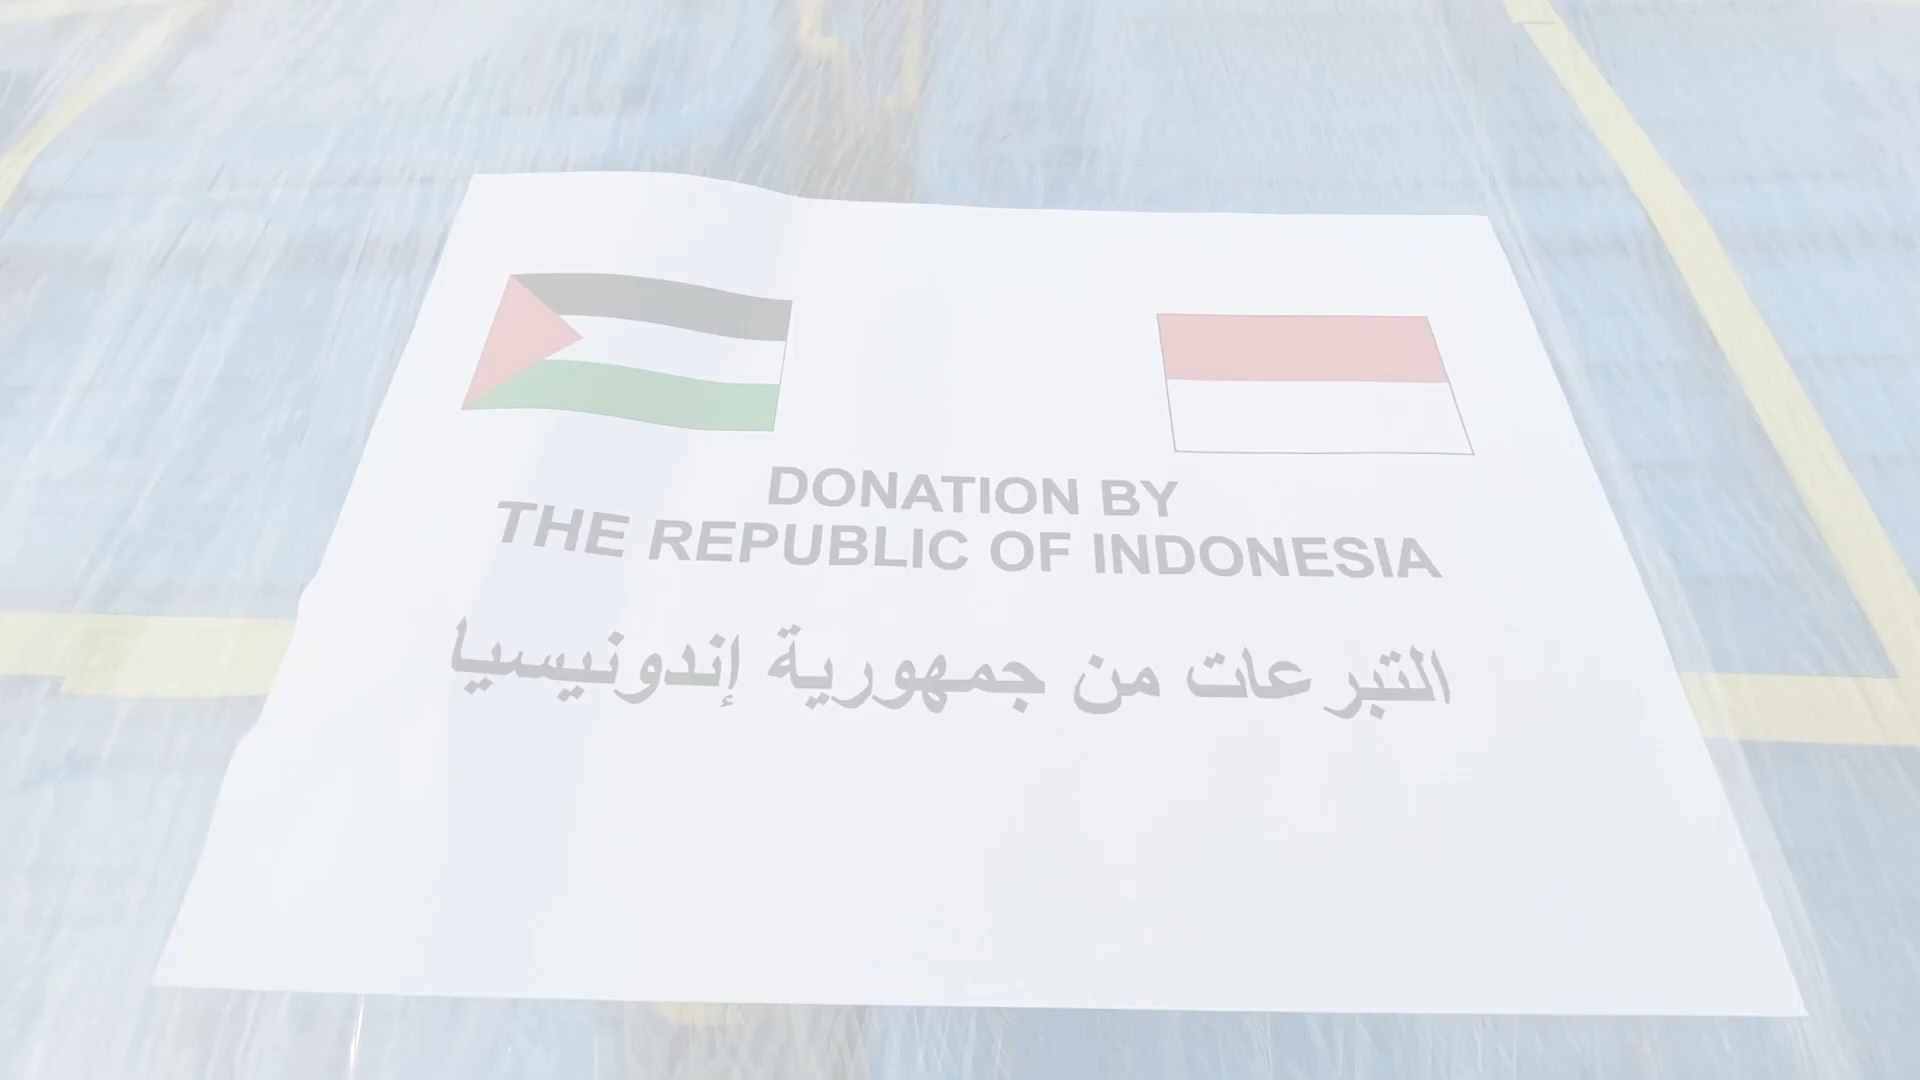 DONATION BY
THE REPUBLIC OF INDONESIA
التبرعات من جمهورية إندونيسيا